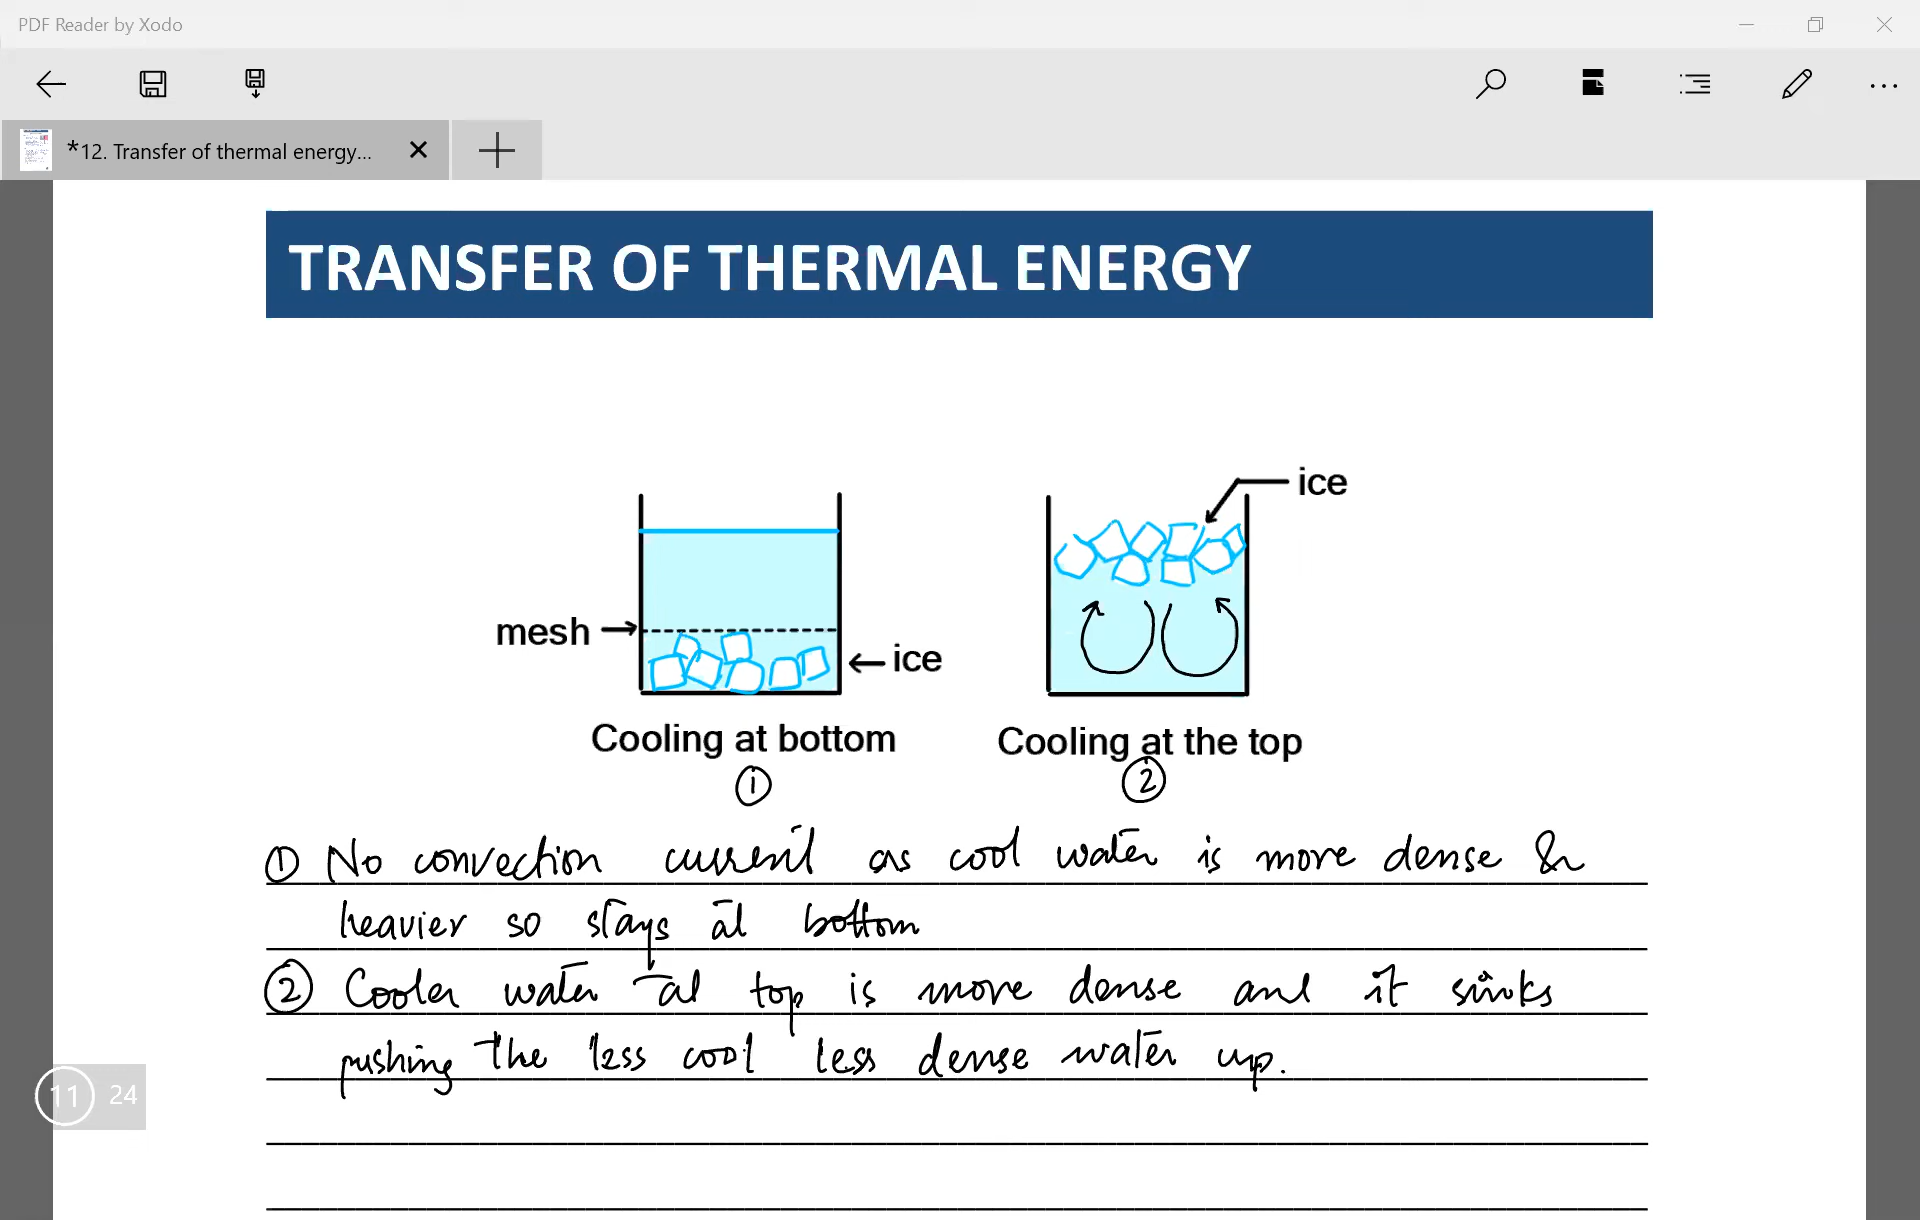 PDF Reader by Xodo
*12. Transfer of thermal energy...
TRANSFER OF THERMAL ENERGY
ice
mesh
ice
Cooling at bottom
Cooling at the top
①
②
① No convection current as cool water is more dense &
heavier so stays at bottom
② Cooler water at top is more dense and it sinks
pushing the less cool less dense water up.
11 24